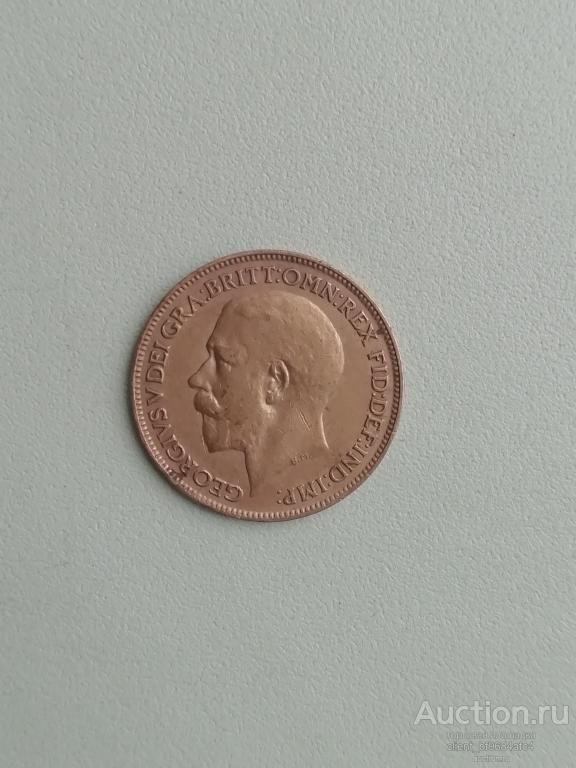 GEORGIVS V DEI GRA:BRITT:OMN:REX FID:DEF:IND:IMP:
Auction.ru